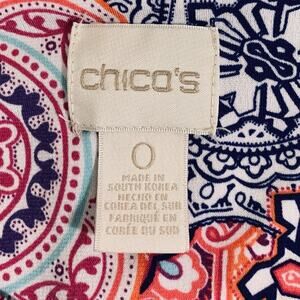 chico's
0
MADE IN
SOUTH KOREA
HECHO EN
COREA DEL SUR
FABRIQUÉ EN
CORÉE DU SUD